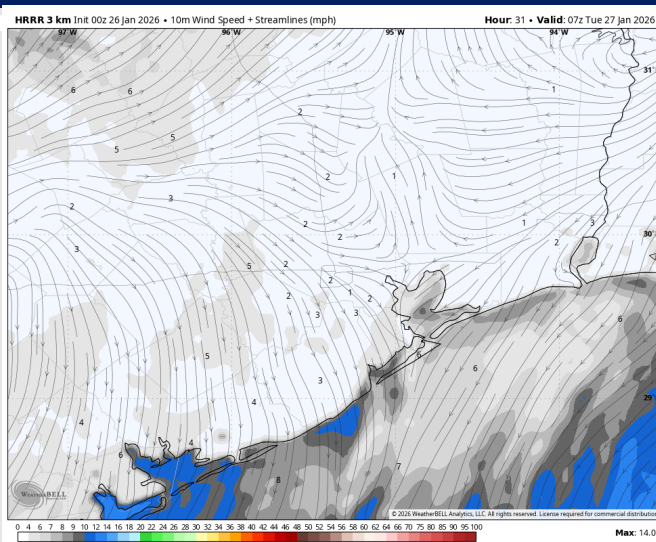 HRRR 3 km Init 00z 26 Jan 2026 • 10m Wind Speed + Streamlines (mph)
Hour: 31 • Valid: 07z Tue 27 Jan 2026
97°W 96°W 95°W 94°W
31°
6 6 1
2
5 5
2 1
3
2
2 1 3
30°
3 2 2
5 2
2 1 2
2 3 3 6
5 6 6
3
4 29°
4
6 4
7
8
WEATHERBELL
© 2026 WeatherBELL Analytics, LLC. All rights reserved. License required for commercial distribution
0 4 6 7 8 9 10 12 14 16 18 20 22 24 26 28 30 32 34 36 38 40 42 44 46 48 50 52 54 56 58 60 62 64 66 70 75 80 85 90 95 100
Max: 14.0